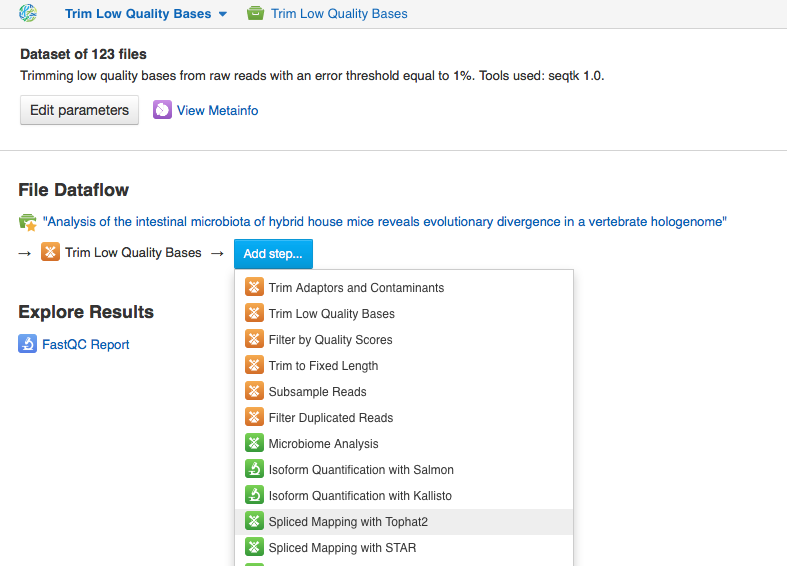 Trim Low Quality Bases Trim Low Quality Bases
Dataset of 123 files
Trimming low quality bases from raw reads with an error threshold equal to 1%. Tools used: seqtk 1.0.
Edit parameters View Metainfo
File Dataflow
"Analysis of the intestinal microbiota of hybrid house mice reveals evolutionary divergence in a vertebrate hologenome"
→ Trim Low Quality Bases → Add step...
Trim Adaptors and Contaminants
Trim Low Quality Bases
Filter by Quality Scores
Trim to Fixed Length
Subsample Reads
Filter Duplicated Reads
Microbiome Analysis
Isoform Quantification with Salmon
Isoform Quantification with Kallisto
Spliced Mapping with Tophat2
Spliced Mapping with STAR
Explore Results
FastQC Report